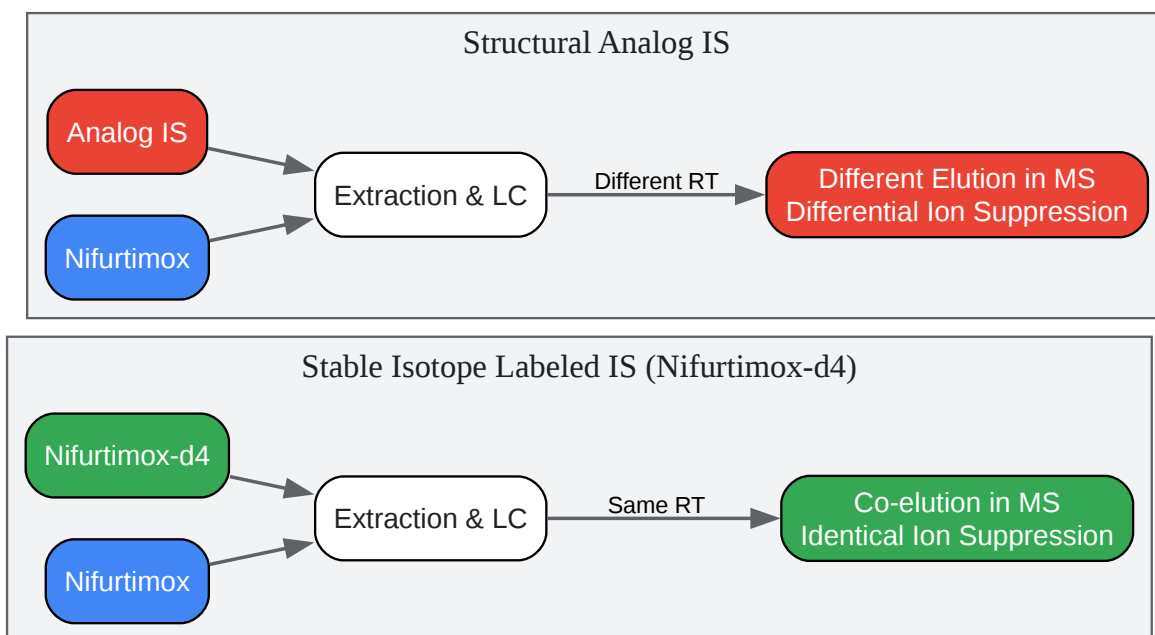 Structural Analog IS
Analog IS
Nifurtimox
Extraction & LC
Different RT
Different Elution in MS
Differential Ion Suppression
Stable Isotope Labeled IS (Nifurtimox-d4)
Nifurtimox-d4
Nifurtimox
Extraction & LC
Same RT
Co-elution in MS
Identical Ion Suppression